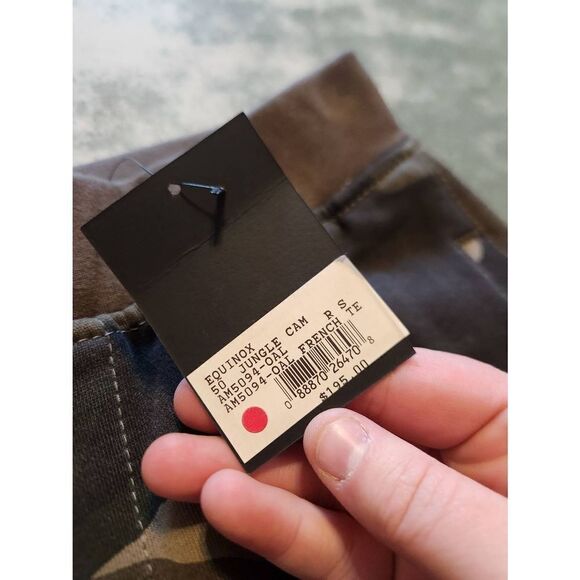 EQUINOX
50 JUNGLE CAM R S
AM5094-OAL
AM5094-OAL FRENCH TE
0 88870 26470 8
$195.00